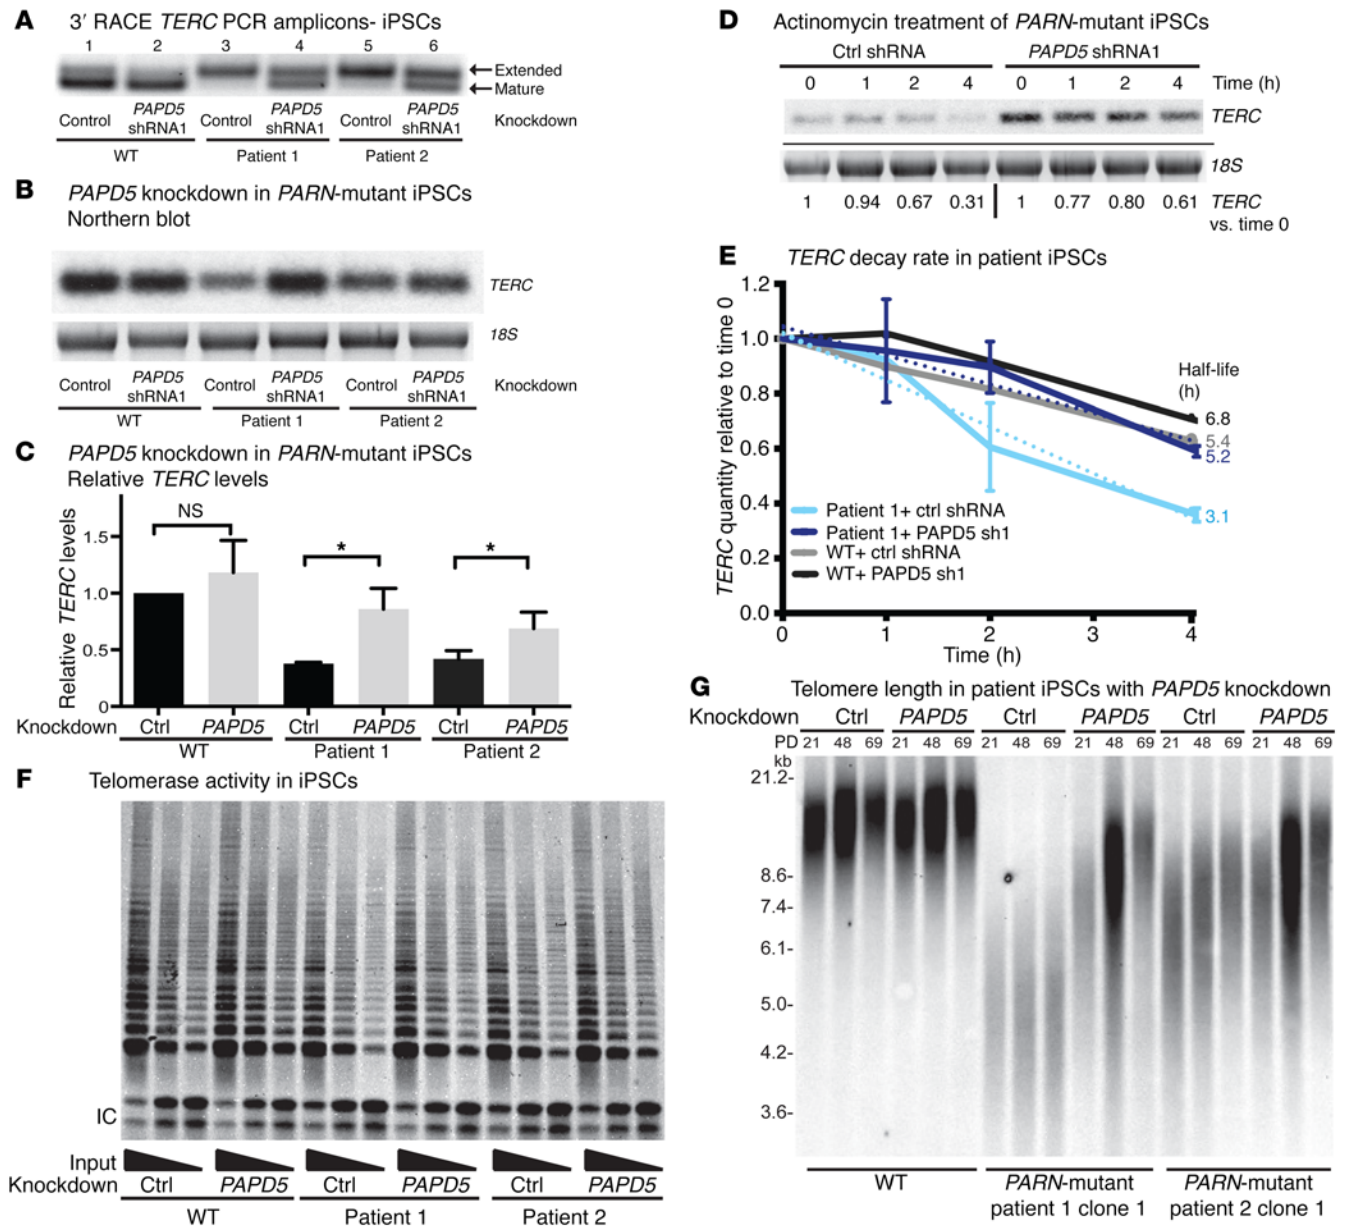 A 3′ RACE TERC PCR amplicons- iPSCs
1 2 3 4 5 6
Extended
Mature
Control PAPD5 shRNA1 Control PAPD5 shRNA1 Control PAPD5 shRNA1 Knockdown
WT Patient 1 Patient 2
B PAPD5 knockdown in PARN-mutant iPSCs
Northern blot
TERC
18S
Control PAPD5 shRNA1 Control PAPD5 shRNA1 Control PAPD5 shRNA1 Knockdown
WT Patient 1 Patient 2
C PAPD5 knockdown in PARN-mutant iPSCs
Relative TERC levels
Relative TERC levels
1.5
1.0
0.5
0
NS * *
Knockdown Ctrl PAPD5 Ctrl PAPD5 Ctrl PAPD5
WT Patient 1 Patient 2
D Actinomycin treatment of PARN-mutant iPSCs
Ctrl shRNA PAPD5 shRNA1
0 1 2 4 0 1 2 4 Time (h)
TERC
18S
1 0.94 0.67 0.31 1 0.77 0.80 0.61 TERC
vs. time 0
E TERC decay rate in patient iPSCs
TERC quantity relative to time 0
1.2
1.0
0.8
0.6
0.4
0.2
0.0
Half-life
(h)
6.8
5.4
5.2
3.1
Patient 1+ ctrl shRNA
Patient 1+ PAPD5 sh1
WT+ ctrl shRNA
WT+ PAPD5 sh1
0 1 2 3 4
Time (h)
F Telomerase activity in iPSCs
IC
Input
Knockdown Ctrl PAPD5 Ctrl PAPD5 Ctrl PAPD5
WT Patient 1 Patient 2
G Telomere length in patient iPSCs with PAPD5 knockdown
Knockdown Ctrl PAPD5 Ctrl PAPD5 Ctrl PAPD5
PD 21 48 69 21 48 69 21 48 69 21 48 69 21 48 69 21 48 69
kb
21.2-
8.6-
7.4-
6.1-
5.0-
4.2-
3.6-
WT PARN-mutant patient 1 clone 1 PARN-mutant patient 2 clone 1